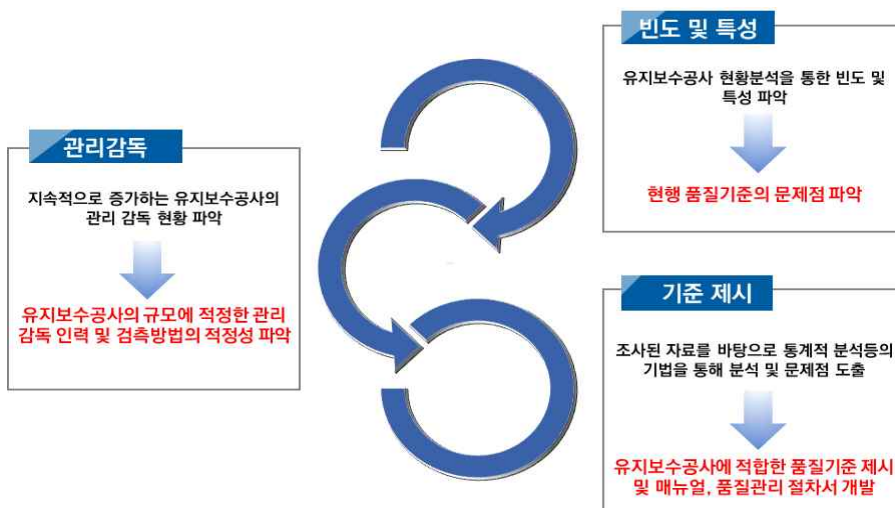 빈도 및 특성
유지보수공사 현황분석을 통한 빈도 및
특성 파악
현행 품질기준의 문제점 파악
관리감독
지속적으로 증가하는 유지보수공사의
관리 감독 현황 파악
유지보수공사의 규모에 적정한 관리
감독 인력 및 검측방법의 적정성 파악
기준 제시
조사된 자료를 바탕으로 통계적 분석등의
기법을 통해 분석 및 문제점 도출
유지보수공사에 적합한 품질기준 제시
및 매뉴얼, 품질관리 절차서 개발